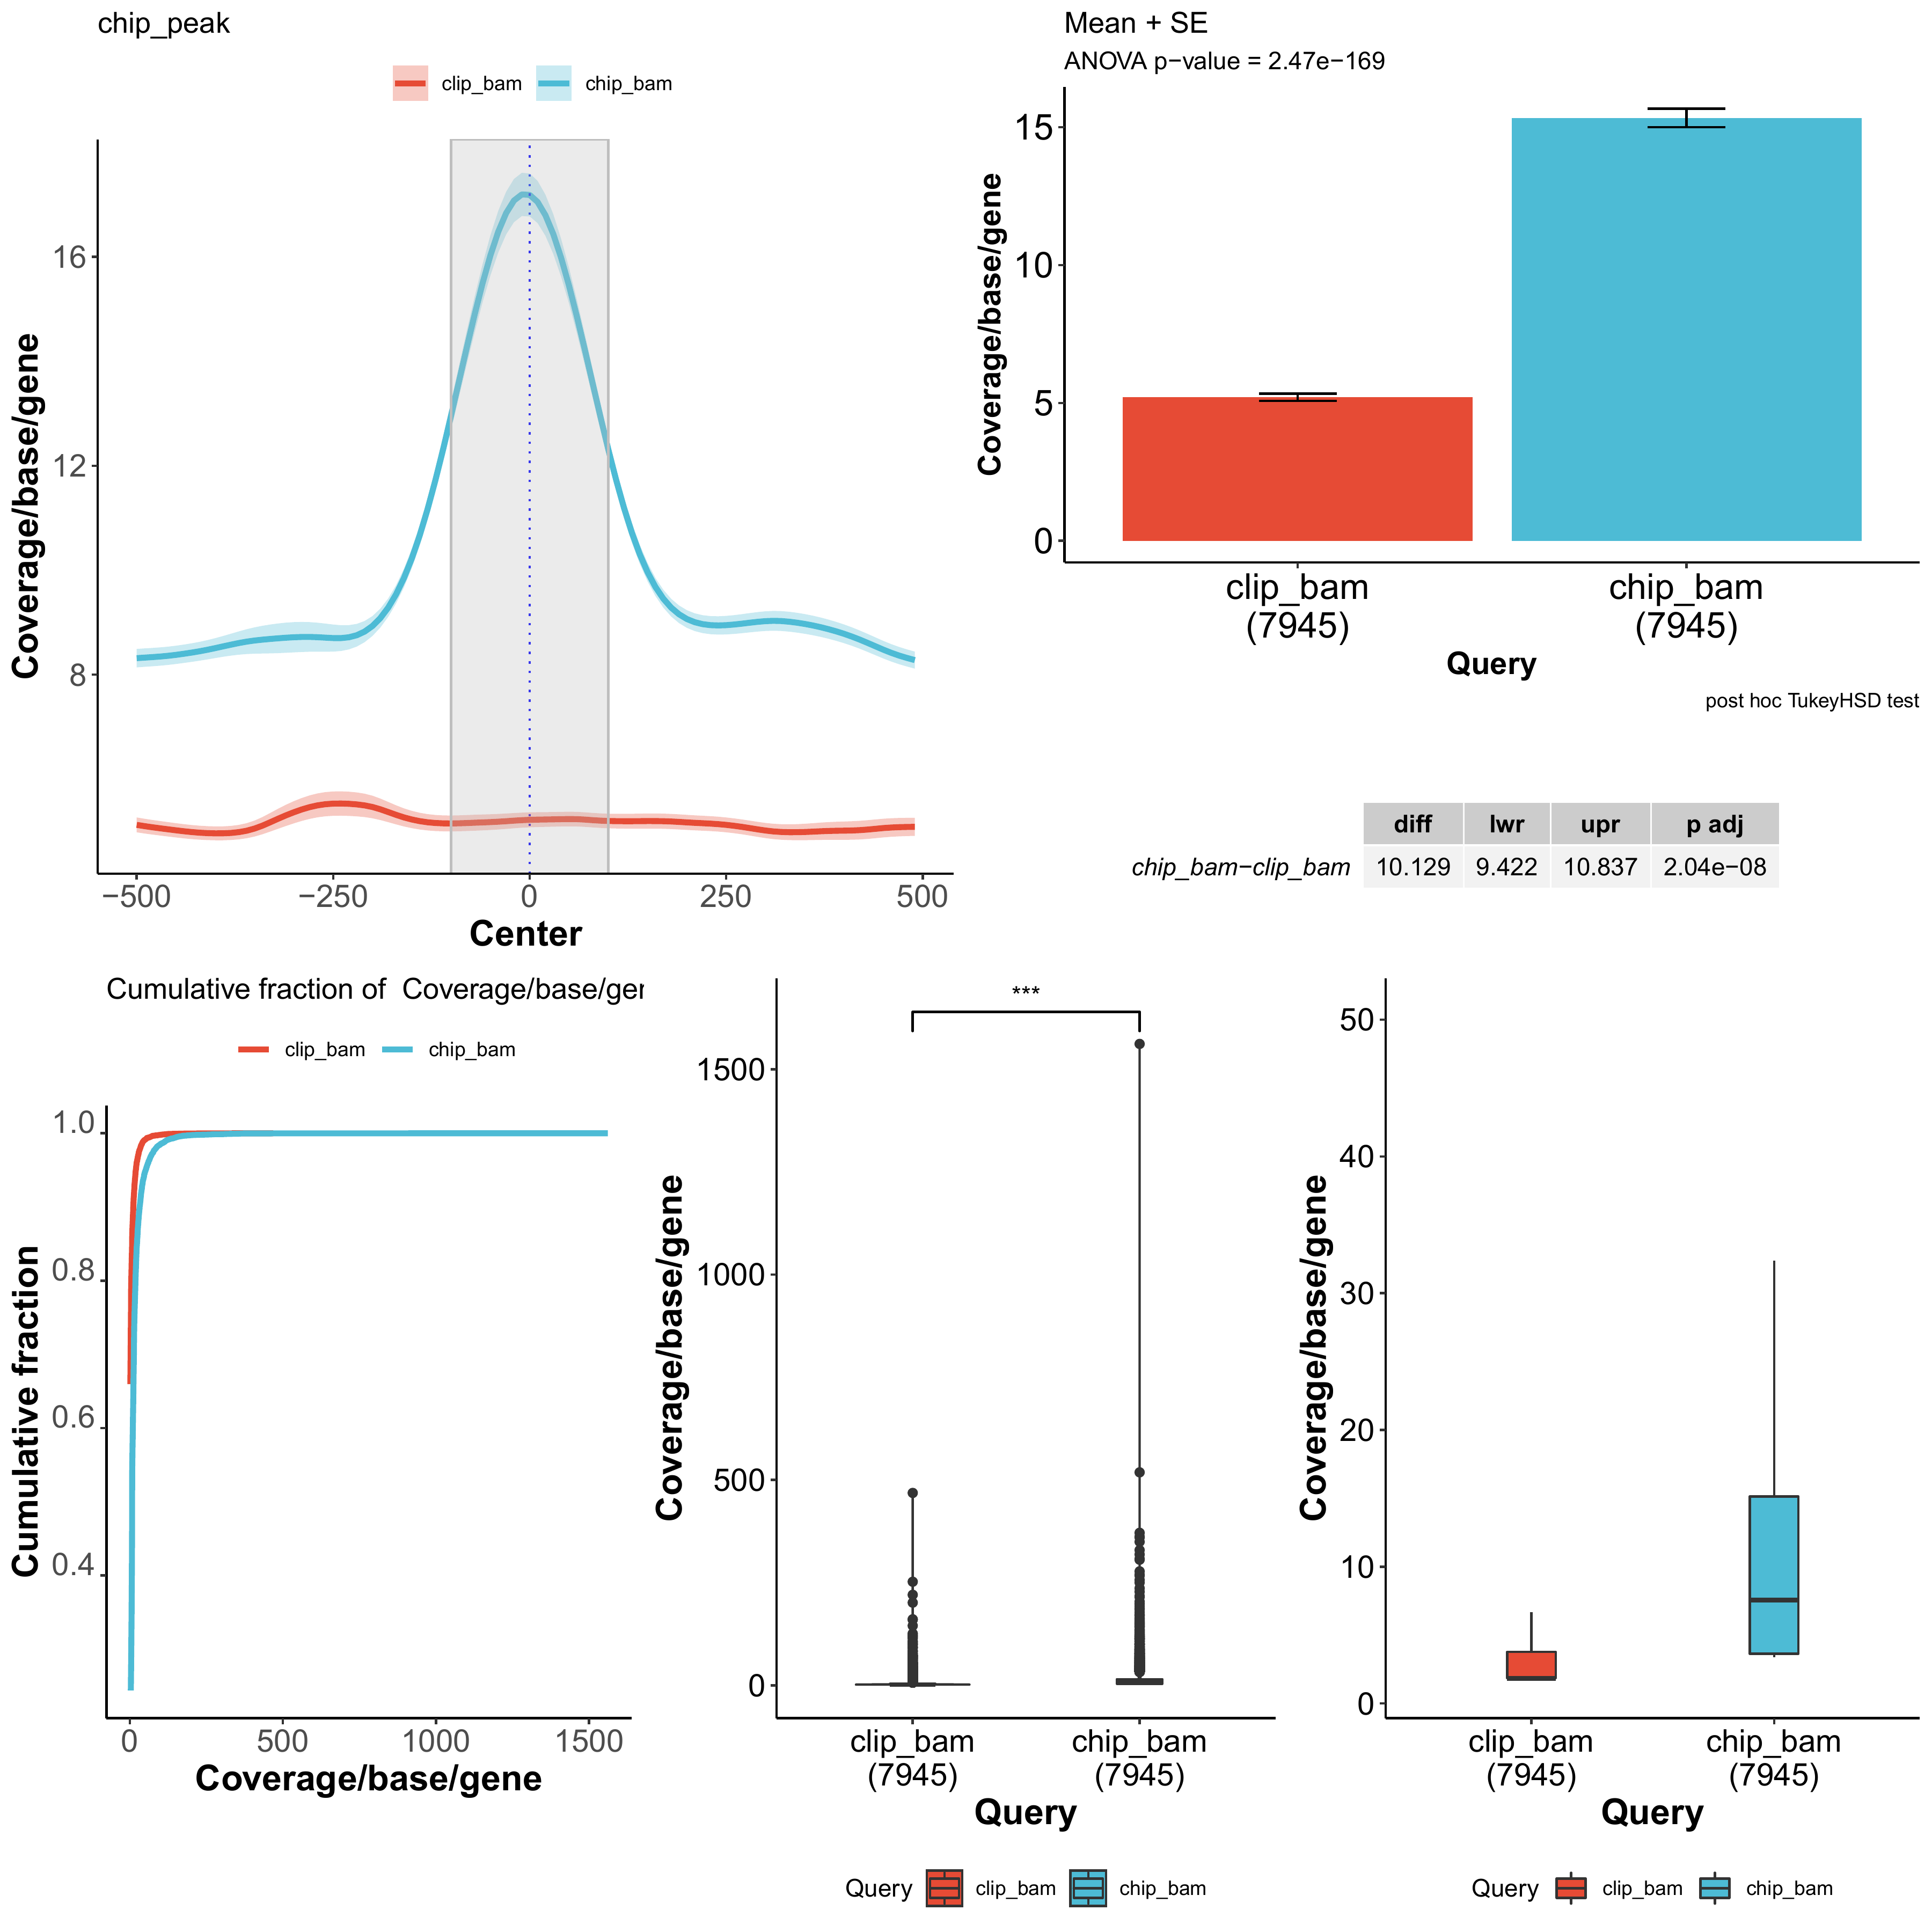 chip_peak
clip_bam chip_bam
Coverage/base/gene
16
12
8
−500 −250 0 250 500
Center
Mean + SE
ANOVA p−value = 2.47e−169
Coverage/base/gene
15
10
5
0
clip_bam chip_bam
(7945) (7945)
Query
post hoc TukeyHSD test
diff lwr upr p adj
chip_bam−clip_bam 10.129 9.422 10.837 2.04e−08
Cumulative fraction of Coverage/base/ger
clip_bam chip_bam
Cumulative fraction
1.0
0.8
0.6
0.4
0 500 1000 1500
Coverage/base/gene
***
Coverage/base/gene
1500
1000
500
0
clip_bam chip_bam
(7945) (7945)
Query
Query clip_bam chip_bam
Coverage/base/gene
50
40
30
20
10
0
clip_bam chip_bam
(7945) (7945)
Query
Query clip_bam chip_bam